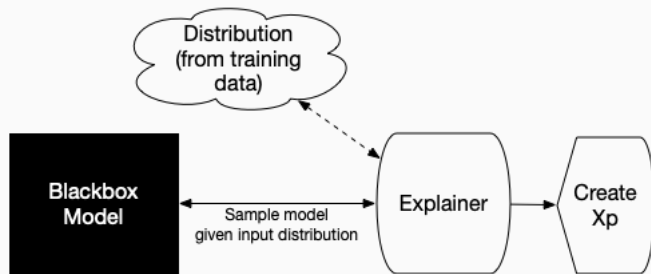 Distribution
(from training
data)
Blackbox
Model
Sample model
given input distribution
Explainer
Create
Xp